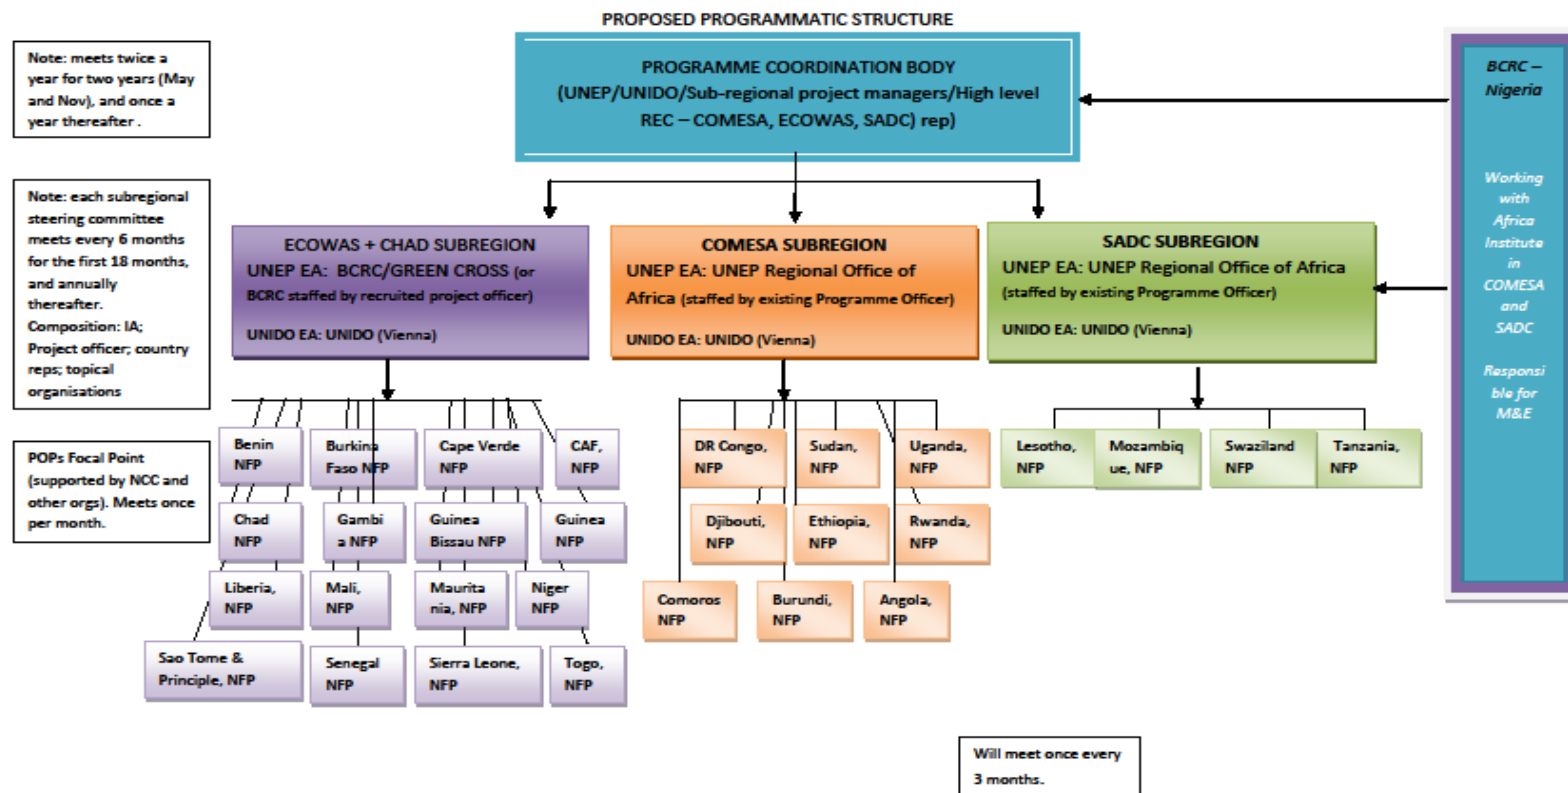 PROPOSED PROGRAMMATIC STRUCTURE
Note: meets twice a
year for two years (May
and Nov), and once a
year thereafter .
PROGRAMME COORDINATION BODY
(UNEP/UNIDO/Sub-regional project managers/High level
REC – COMESA, ECOWAS, SADC) rep)
BCRC –
Nigeria
Working
with
Africa
Institute
in
COMESA
and
SADC
Responsi
ble for
M&E
Note: each subregional
steering committee
meets every 6 months
for the first 18 months,
and annually
thereafter.
Composition: IA;
Project officer; country
reps; topical
organisations
ECOWAS + CHAD SUBREGION
UNEP EA: BCRC/GREEN CROSS (or
BCRC staffed by recruited project officer)
UNIDO EA: UNIDO (Vienna)
COMESA SUBREGION
UNEP EA: UNEP Regional Office of
Africa (staffed by existing Programme Officer)
UNIDO EA: UNIDO (Vienna)
SADC SUBREGION
UNEP EA: UNEP Regional Office of Africa
(staffed by existing Programme Officer)
UNIDO EA: UNIDO (Vienna)
POPs Focal Point
(supported by NCC and
other orgs). Meets once
per month.
Benin
NFP
Burkina
Faso NFP
Cape Verde
NFP
CAF,
NFP
Chad
NFP
Gambi
a NFP
Guinea
Bissau NFP
Guinea
NFP
Liberia,
NFP
Mali,
NFP
Maurita
nia, NFP
Niger
NFP
Sao Tome &
Principle, NFP
Senegal
NFP
Sierra Leone,
NFP
Togo,
NFP
DR Congo,
NFP
Sudan,
NFP
Uganda,
NFP
Djibouti,
NFP
Ethiopia,
NFP
Rwanda,
NFP
Comoros
NFP
Burundi,
NFP
Angola,
NFP
Lesotho,
NFP
Mozambiq
ue, NFP
Swaziland
NFP
Tanzania,
NFP
Will meet once every
3 months.